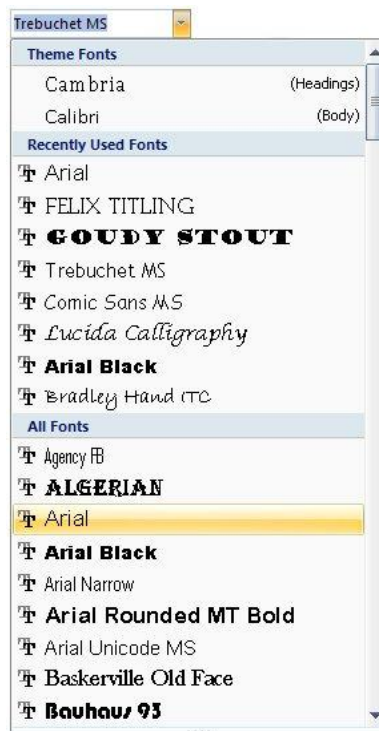 Trebuchet MS
Theme Fonts
Cambria (Headings)
Calibri (Body)
Recently Used Fonts
Arial
FELIX TITLING
GOUDY STOUT
Trebuchet MS
Comic Sans MS
Lucida Calligraphy
Arial Black
Bradley Hand ITC
All Fonts
Agency FB
ALGERIAN
Arial
Arial Black
Arial Narrow
Arial Rounded MT Bold
Arial Unicode MS
Baskerville Old Face
Bauhaus 93